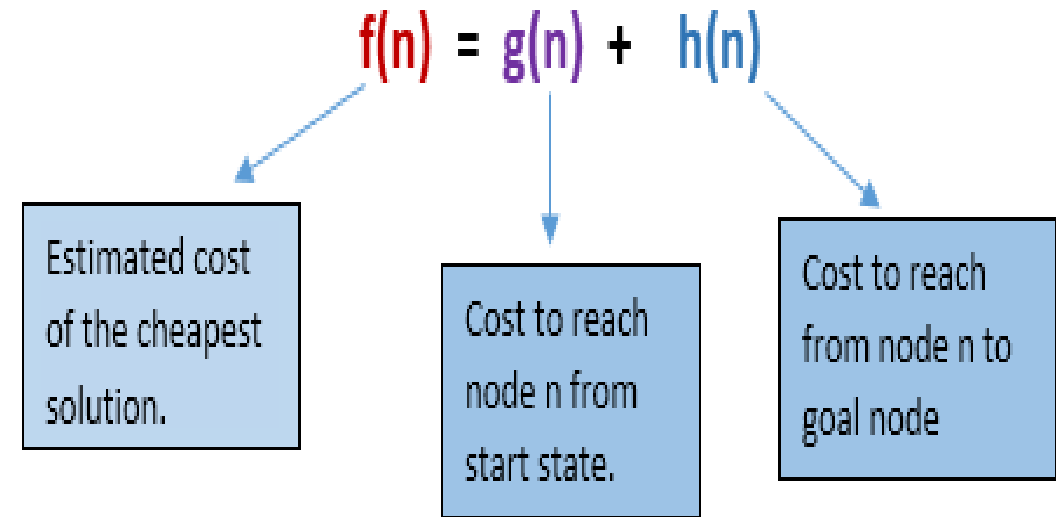 f(n) = g(n) + h(n)
Estimated cost
of the cheapest
solution.
Cost to reach
node n from
start state.
Cost to reach
from node n to
goal node